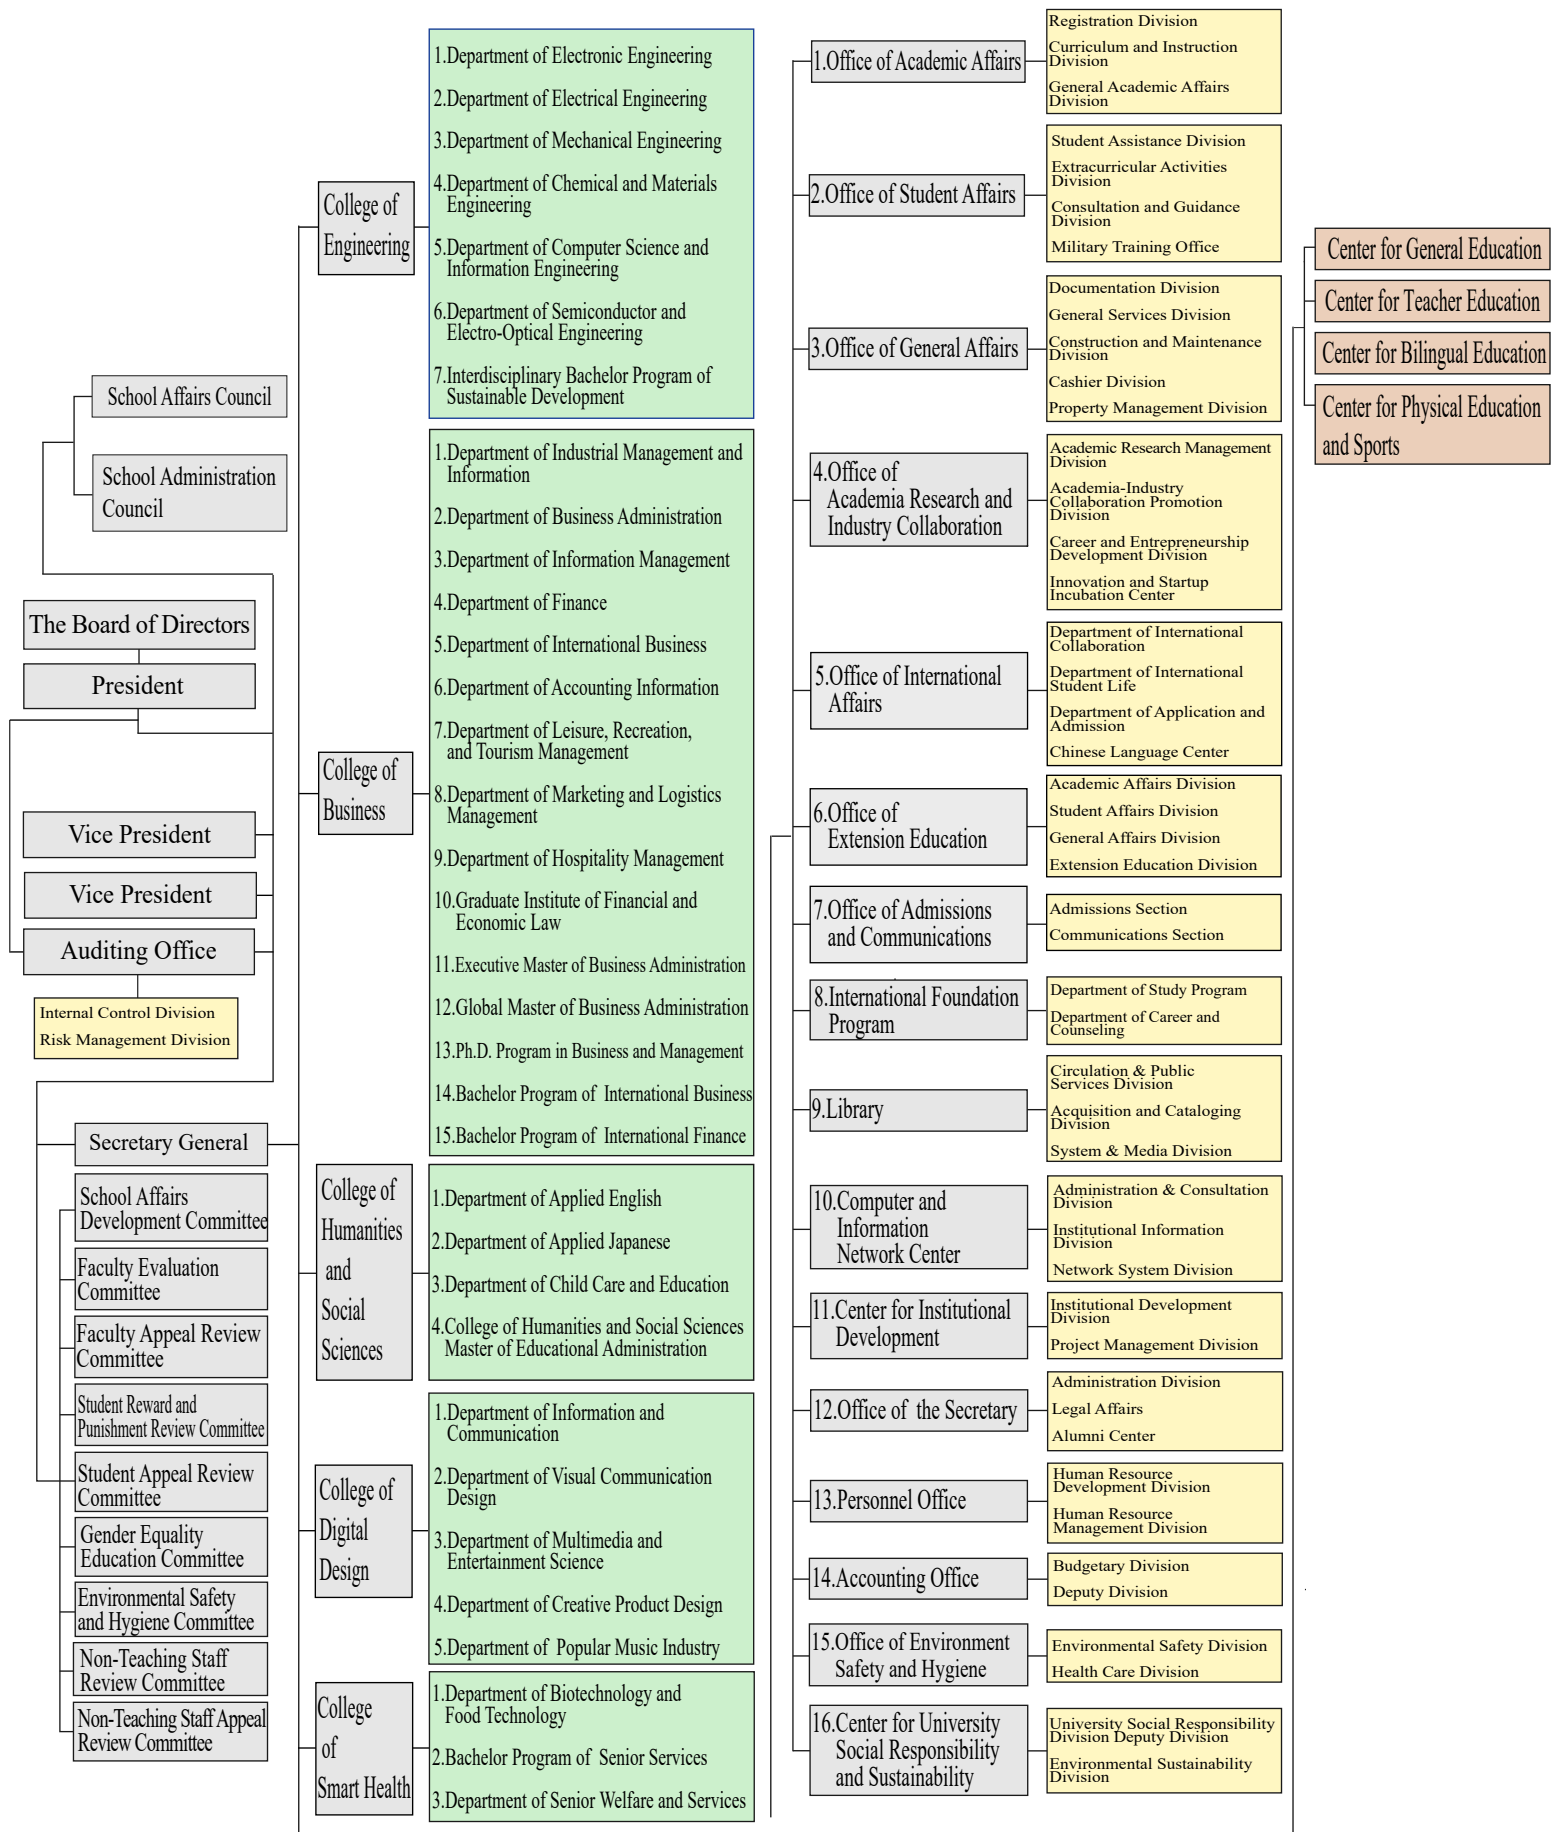 School Affairs Council
School Administration
Council
The Board of Directors
President
Vice President
Vice President
Auditing Office
Internal Control Division
Risk Management Division
Secretary General
School Affairs
Development Committee
Faculty Evaluation
Committee
Faculty Appeal Review
Committee
Student Reward and
Punishment Review Committee
Student Appeal Review
Committee
Gender Equality
Education Committee
Environmental Safety
and Hygiene Committee
Non-Teaching Staff
Review Committee
Non-Teaching Staff Appeal
Review Committee
College of
Engineering
1.Department of Electronic Engineering
2.Department of Electrical Engineering
3.Department of Mechanical Engineering
4.Department of Chemical and Materials
Engineering
5.Department of Computer Science and
Information Engineering
6.Department of Semiconductor and
Electro-Optical Engineering
7.Interdisciplinary Bachelor Program of
Sustainable Development
College of
Business
1.Department of Industrial Management and
Information
2.Department of Business Administration
3.Department of Information Management
4.Department of Finance
5.Department of International Business
6.Department of Accounting Information
7.Department of Leisure, Recreation,
and Tourism Management
8.Department of Marketing and Logistics
Management
9.Department of Hospitality Management
10.Graduate Institute of Financial and
Economic Law
11.Executive Master of Business Administration
12.Global Master of Business Administration
13.Ph.D. Program in Business and Management
14.Bachelor Program of International Business
15.Bachelor Program of International Finance
College of
Humanities
and
Social
Sciences
1.Department of Applied English
2.Department of Applied Japanese
3.Department of Child Care and Education
4.College of Humanities and Social Sciences
Master of Educational Administration
College of
Digital
Design
1.Department of Information and
Communication
2.Department of Visual Communication
Design
3.Department of Multimedia and
Entertainment Science
4.Department of Creative Product Design
5.Department of Popular Music Industry
College
of
Smart Health
1.Department of Biotechnology and
Food Technology
2.Bachelor Program of Senior Services
3.Department of Senior Welfare and Services
1.Office of Academic Affairs
Registration Division
Curriculum and Instruction
Division
General Academic Affairs
Division
2.Office of Student Affairs
Student Assistance Division
Extracurricular Activities
Division
Consultation and Guidance
Division
Military Training Office
3.Office of General Affairs
Documentation Division
General Services Division
Construction and Maintenance
Division
Cashier Division
Property Management Division
4.Office of
Academia Research and
Industry Collaboration
Academic Research Management
Division
Academia-Industry
Collaboration Promotion
Division
Career and Entrepreneurship
Development Division
Innovation and Startup
Incubation Center
5.Office of International
Affairs
Department of International
Collaboration
Department of International
Student Life
Department of Application and
Admission
Chinese Language Center
6.Office of
Extension Education
Academic Affairs Division
Student Affairs Division
General Affairs Division
Extension Education Division
7.Office of Admissions
and Communications
Admissions Section
Communications Section
8.International Foundation
Program
Department of Study Program
Department of Career and
Counseling
9.Library
Circulation & Public
Services Division
Acquisition and Cataloging
Division
System & Media Division
10.Computer and
Information
Network Center
Administration & Consultation
Division
Institutional Information
Division
Network System Division
11.Center for Institutional
Development
Institutional Development
Division
Project Management Division
12.Office of the Secretary
Administration Division
Legal Affairs
Alumni Center
13.Personnel Office
Human Resource
Development Division
Human Resource
Management Division
14.Accounting Office
Budgetary Division
Deputy Division
15.Office of Environment
Safety and Hygiene
Environmental Safety Division
Health Care Division
16.Center for University
Social Responsibility
and Sustainability
University Social Responsibility
Division Deputy Division
Environmental Sustainability
Division
Center for General Education
Center for Teacher Education
Center for Bilingual Education
Center for Physical Education
and Sports